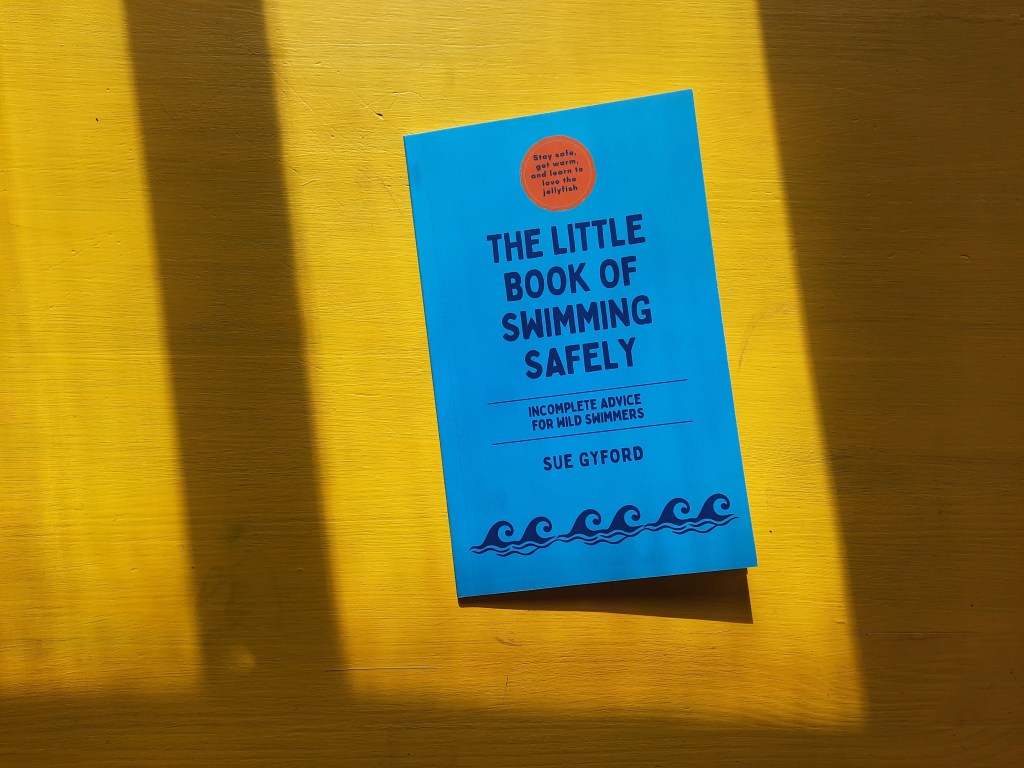 Stay safe,
get warm,
and learn to
love the
jellyfish
THE LITTLE
BOOK OF
SWIMMING
SAFELY
INCOMPLETE ADVICE
FOR WILD SWIMMERS
SUE GYFORD